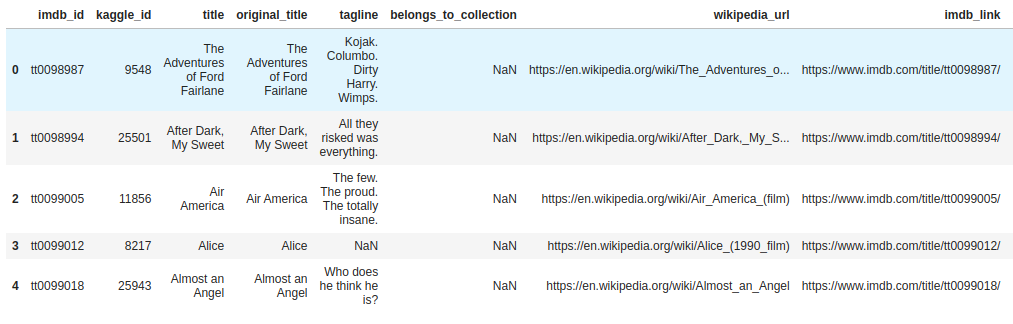 imdb_id kaggle_id title original_title tagline belongs_to_collection wikipedia_url imdb_link
0 tt0098987 9548 The Adventures of Ford Fairlane The Adventures of Ford Fairlane Kojak. Columbo. Dirty Harry. Wimps. NaN https://en.wikipedia.org/wiki/The_Adventures_o... https://www.imdb.com/title/tt0098987/
1 tt0098994 25501 After Dark, My Sweet After Dark, My Sweet All they risked was everything. NaN https://en.wikipedia.org/wiki/After_Dark,_My_S... https://www.imdb.com/title/tt0098994/
2 tt0099005 11856 Air America Air America The few. The proud. The totally insane. NaN https://en.wikipedia.org/wiki/Air_America_(film) https://www.imdb.com/title/tt0099005/
3 tt0099012 8217 Alice Alice NaN NaN https://en.wikipedia.org/wiki/Alice_(1990_film) https://www.imdb.com/title/tt0099012/
4 tt0099018 25943 Almost an Angel Almost an Angel Who does he think he is? NaN https://en.wikipedia.org/wiki/Almost_an_Angel https://www.imdb.com/title/tt0099018/